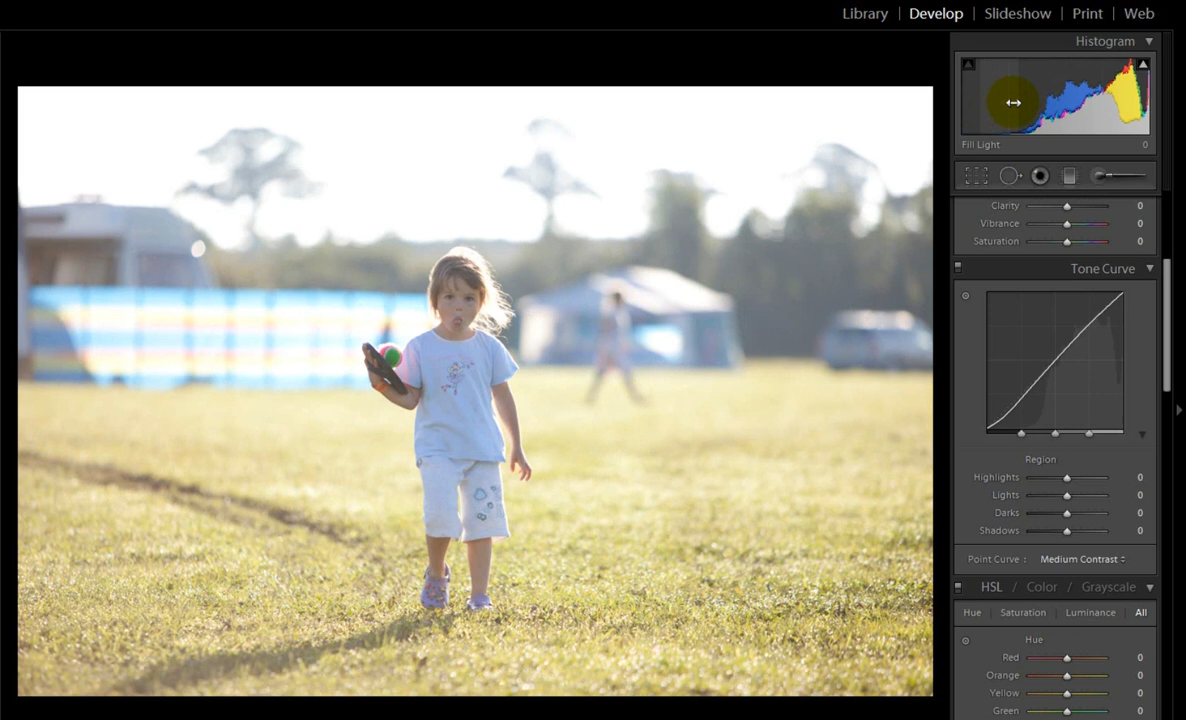 Library | Develop | Slideshow | Print | Web
Histogram
Fill Light 0
Clarity 0
Vibrance 0
Saturation 0
Tone Curve
Region
Highlights 0
Lights 0
Darks 0
Shadows 0
Point Curve : Medium Contrast
HSL / Color / Grayscale
Hue Saturation Luminance All
Hue
Red 0
Orange 0
Yellow 0
Green 0